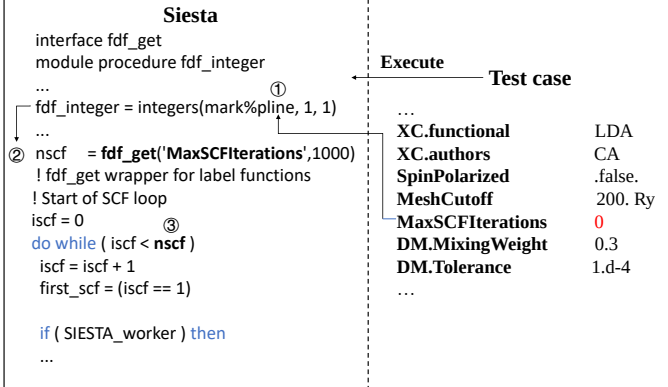 Siesta
interface fdf_get
module procedure fdf_integer
...
①
fdf_integer = integers(mark%pline, 1, 1)
...
② nscf = fdf_get('MaxSCFIterations',1000)
! fdf_get wrapper for label functions
! Start of SCF loop
iscf = 0
③
do while ( iscf < nscf )
iscf = iscf + 1
first_scf = (iscf == 1)
if ( SIESTA_worker ) then
...
Execute
Test case
…
XC.functional LDA
XC.authors CA
SpinPolarized .false.
MeshCutoff 200. Ry
MaxSCFIterations 0
DM.MixingWeight 0.3
DM.Tolerance 1.d-4
…